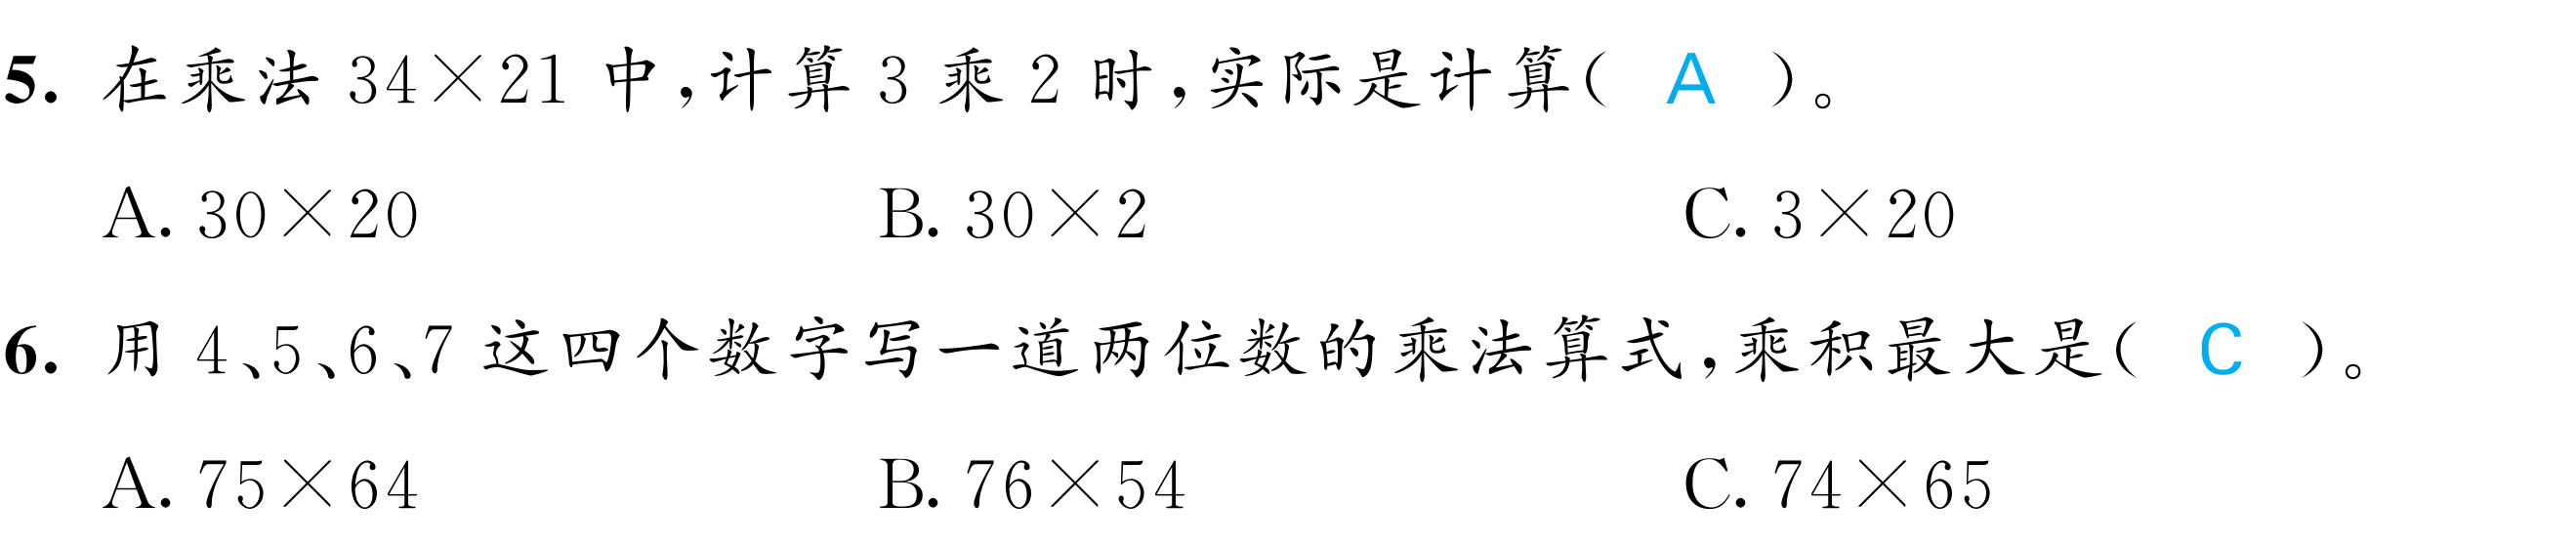 5. 在乘法 34×21 中,计算 3 乘 2 时,实际是计算( A )。
A. 30×20 B. 30×2 C. 3×20
6. 用 4、5、6、7 这四个数字写一道两位数的乘法算式,乘积最大是( C )。
A. 75×64 B. 76×54 C. 74×65